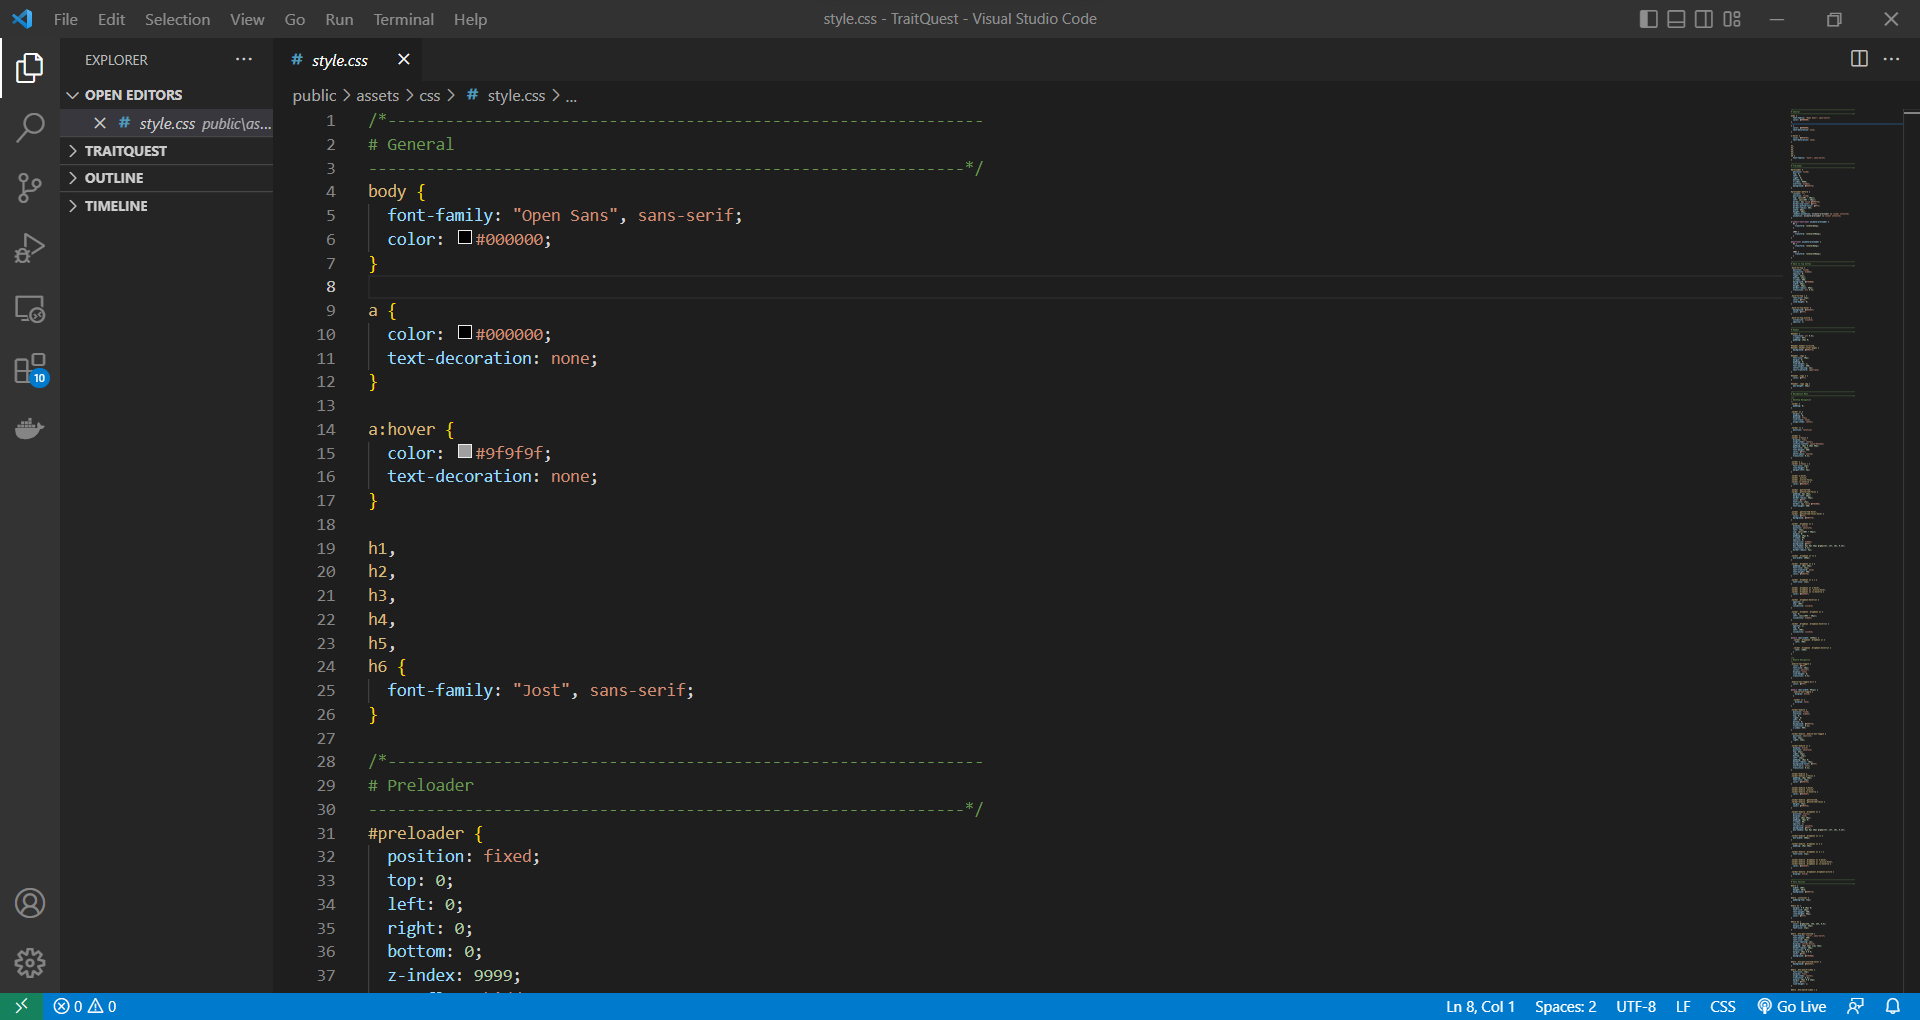 File Edit Selection View Go Run Terminal Help
style.css - TraitQuest - Visual Studio Code
EXPLORER ···
OPEN EDITORS
# style.css public\as...
TRAITQUEST
OUTLINE
TIMELINE
10
# style.css
public > assets > css > # style.css > ...
1 /*--------------------------------------------------------------
2 # General
3 --------------------------------------------------------------*/
4 body {
5 font-family: "Open Sans", sans-serif;
6 color: #000000;
7 }
8
9 a {
10 color: #000000;
11 text-decoration: none;
12 }
13
14 a:hover {
15 color: #9f9f9f;
16 text-decoration: none;
17 }
18
19 h1,
20 h2,
21 h3,
22 h4,
23 h5,
24 h6 {
25 font-family: "Jost", sans-serif;
26 }
27
28 /*--------------------------------------------------------------
29 # Preloader
30 --------------------------------------------------------------*/
31 #preloader {
32 position: fixed;
33 top: 0;
34 left: 0;
35 right: 0;
36 bottom: 0;
37 z-index: 9999;
0 0
Ln 8, Col 1 Spaces: 2 UTF-8 LF CSS Go Live